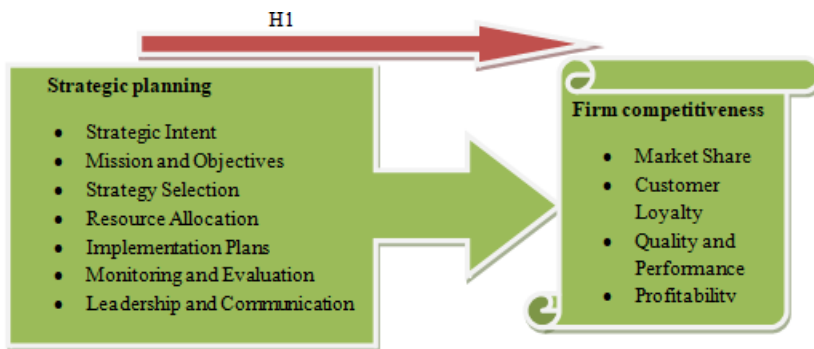 H1
Strategic planning
• Strategic Intent
• Mission and Objectives
• Strategy Selection
• Resource Allocation
• Implementation Plans
• Monitoring and Evaluation
• Leadership and Communication
Firm competitiveness
• Market Share
• Customer
Loyalty
• Quality and
Performance
• Profitability